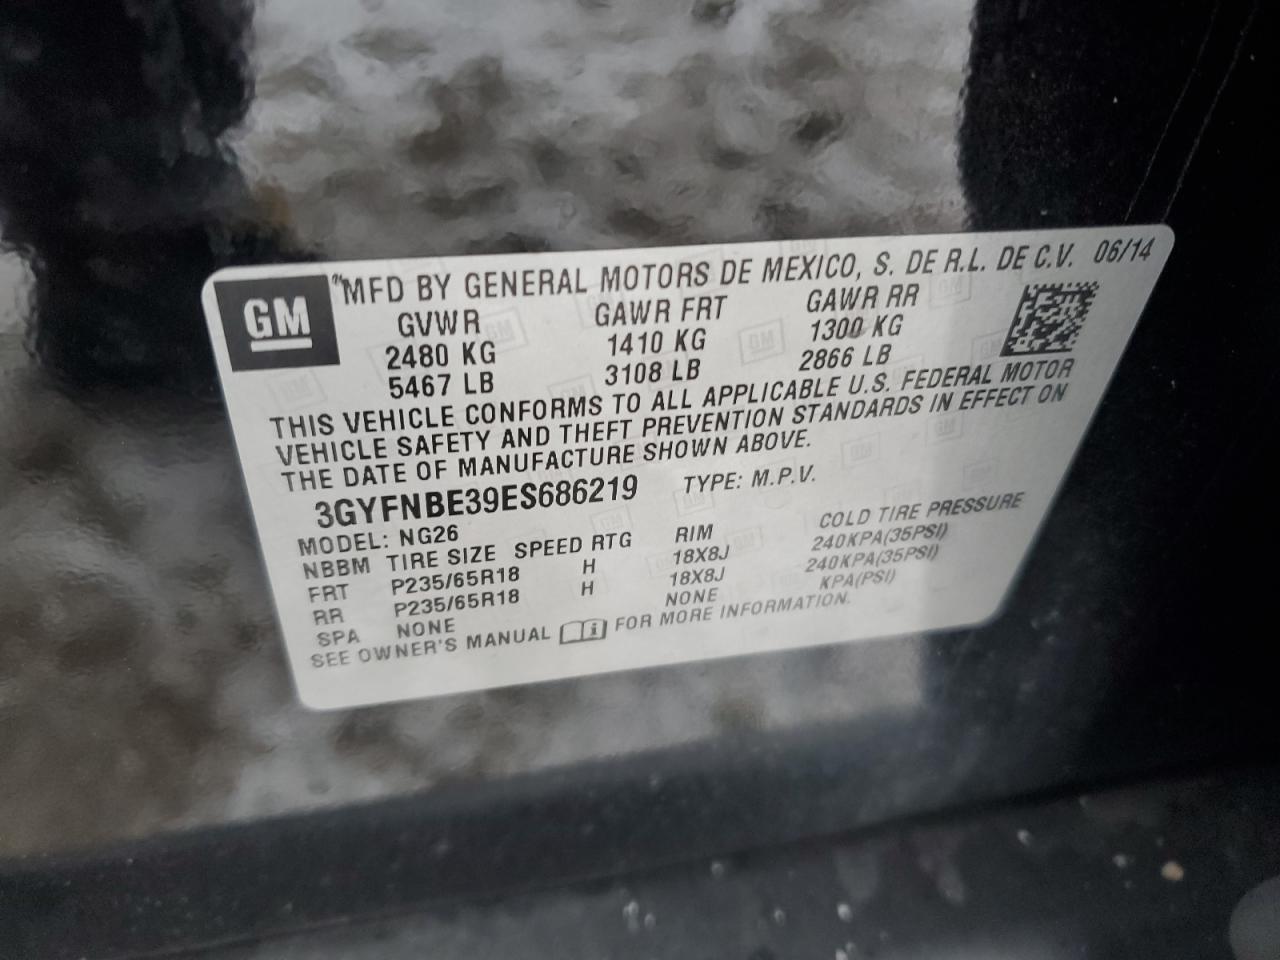 GM
MFD BY GENERAL MOTORS DE MEXICO, S. DE R.L. DE C.V. 06/14
GVWR GAWR FRT GAWR RR
2480 KG 1410 KG 1300 KG
5467 LB 3108 LB 2866 LB
THIS VEHICLE CONFORMS TO ALL APPLICABLE U.S. FEDERAL MOTOR
VEHICLE SAFETY AND THEFT PREVENTION STANDARDS IN EFFECT ON
THE DATE OF MANUFACTURE SHOWN ABOVE.
3GYFNBE39ES686219 TYPE: M.P.V.
MODEL: NG26
NBBM TIRE SIZE SPEED RTG RIM COLD TIRE PRESSURE
FRT P235/65R18 H 18X8J 240KPA(35PSI)
RR P235/65R18 H 18X8J 240KPA(35PSI)
SPA NONE NONE KPA(PSI)
SEE OWNER'S MANUAL FOR MORE INFORMATION.